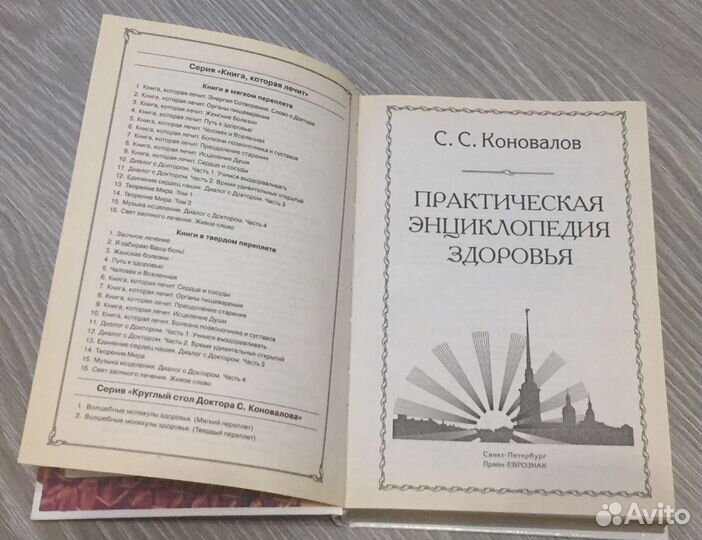 Серия «Книга, которая лечит»
Книги в мягком переплете
1. Книга, которая лечит. Энергия Сотворения. Слово о Докторе
2. Книга, которая лечит. Органы пищеварения
3. Книга, которая лечит. Женские болезни
4. Книга, которая лечит. Путь к здоровью
5. Книга, которая лечит. Человек и Вселенная
6. Книга, которая лечит. Болезни позвоночника и суставов
7. Книга, которая лечит. Преодоление старения
8. Книга, которая лечит. Исцеление Души
9. Книга, которая лечит. Сердце и сосуды
10. Диалог с Доктором. Часть 1. Учимся выздоравливать
11. Диалог с Доктором. Часть 2. Время удивительных открытий
12. Единение сердец наших. Диалог с Доктором. Часть 3
13. Творение Мира. Том 1
14. Творение Мира. Том 2
15. Музыка исцеления. Диалог с Доктором. Часть 4
16. Свет заочного лечения. Живое слово
Книги в твердом переплете
1. Заочное лечение
2. Я забираю Вашу боль!
3. Женские болезни
4. Путь к здоровью
5. Человек и Вселенная
6. Книга, которая лечит. Сердце и сосуды
7. Книга, которая лечит. Органы пищеварения
8. Книга, которая лечит. Преодоление старения
9. Книга, которая лечит. Исцеление Души
10. Книга, которая лечит. Болезни позвоночника и суставов
11. Диалог с Доктором. Часть 1. Учимся выздоравливать
12. Диалог с Доктором. Часть 2. Время удивительных открытий
13. Единение сердец наших. Диалог с Доктором. Часть 3
14. Творение Мира
15. Музыка исцеления. Диалог с Доктором. Часть 4
16. Свет заочного лечения. Живое слово
Серия «Круглый стол Доктора С. Коновалова»
1. Волшебные молекулы здоровья. (Мягкий переплет)
2. Волшебные молекулы здоровья. (Твердый переплет)
С. С. Коновалов
ПРАКТИЧЕСКАЯ
ЭНЦИКЛОПЕДИЯ
ЗДОРОВЬЯ
Санкт-Петербург
Прайм-ЕВРОЗНАК
Avito